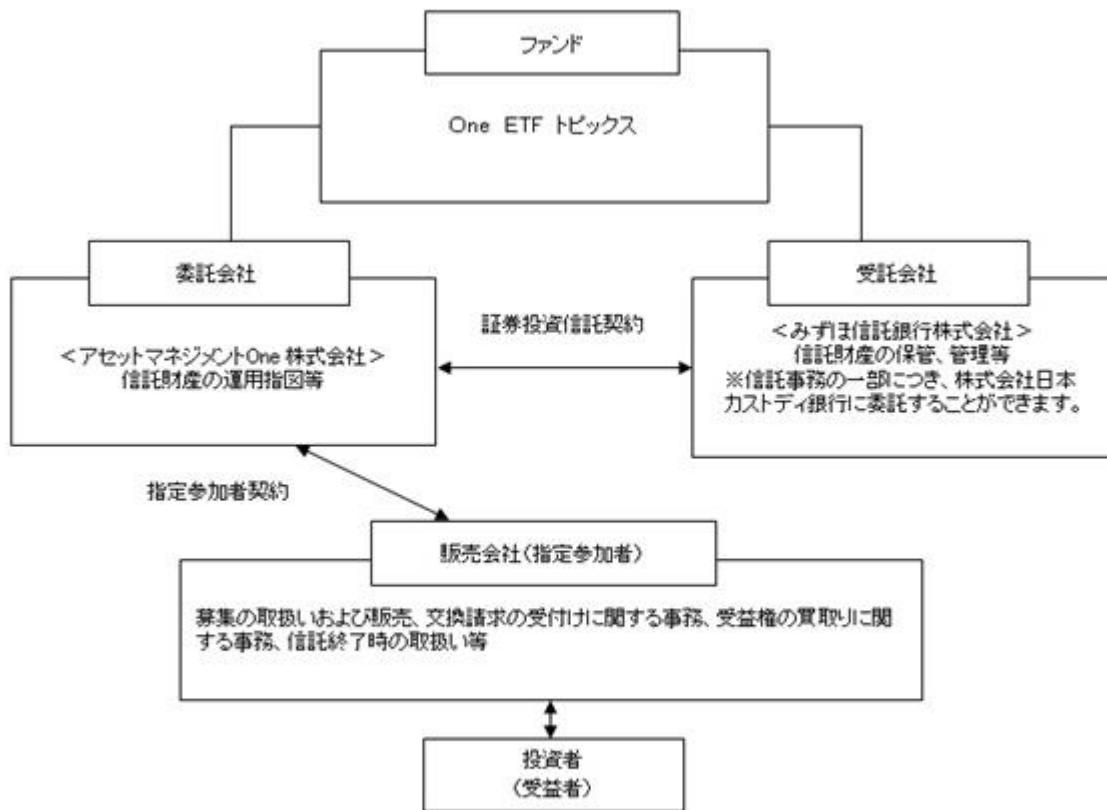 ファンド
One ETF トピックス
委託会社
<アセットマネジメントOne 株式会社>
信託財産の運用指図等
証券投資信託契約
受託会社
<みずほ信託銀行株式会社>
信託財産の保管、管理等
※信託事務の一部につき、株式会社日本
カストディ銀行に委託することができます。
指定参加者契約
販売会社(指定参加者)
募集の取扱いおよび販売、交換請求の受付けに関する事務、受益権の買取りに関
する事務、信託終了時の取扱い等
投資者
(受益者)